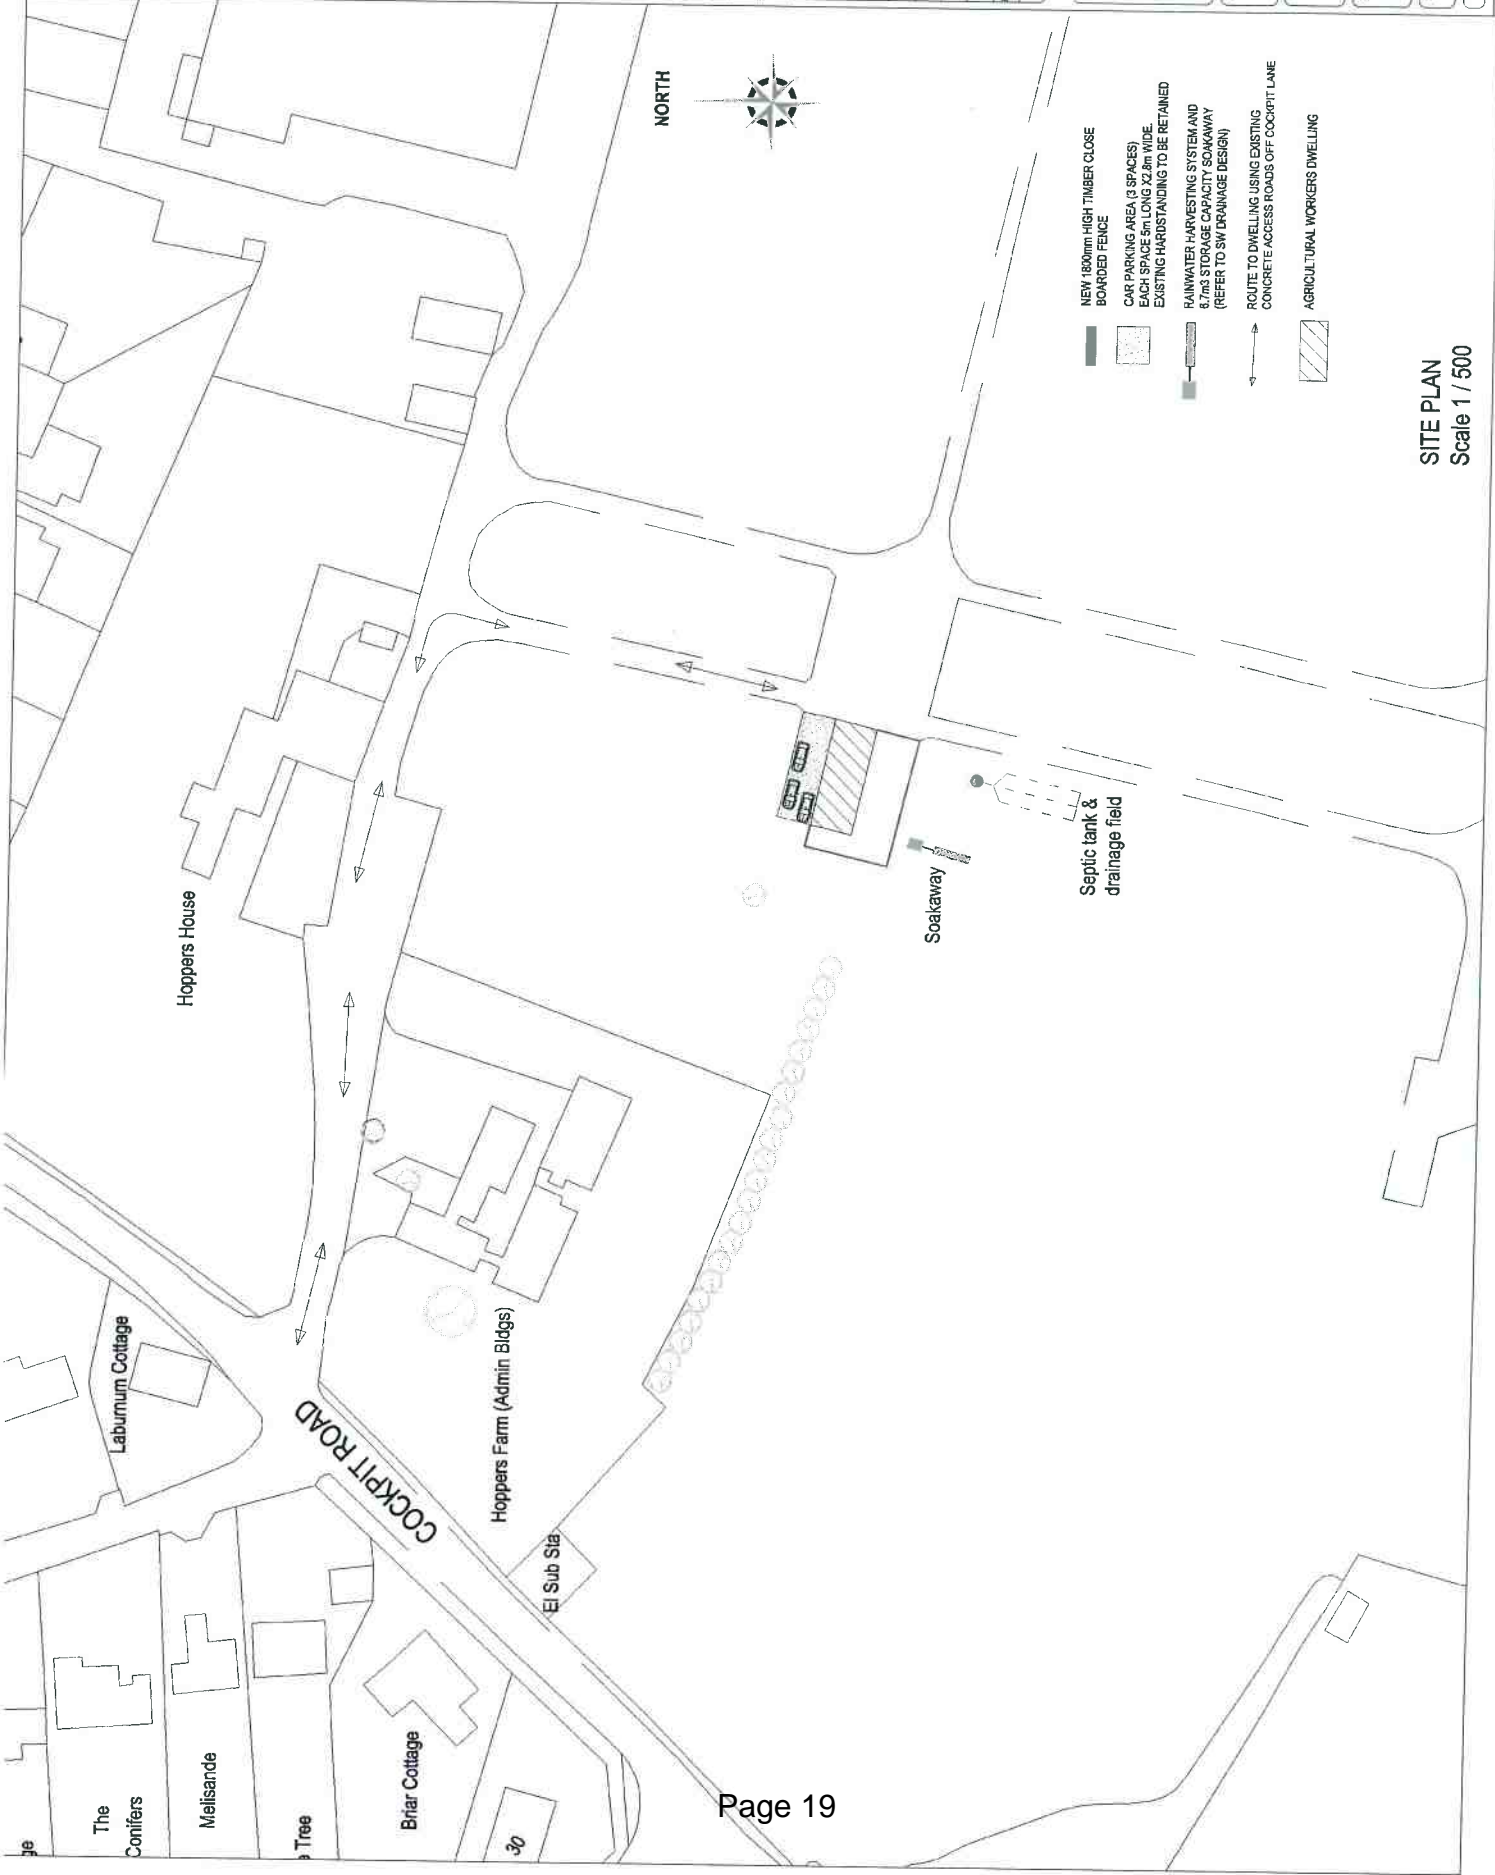 Hoppers House
Laburnum Cottage
COCKPIT ROAD
Hoppers Farm (Admin Bldgs)
El Sub Sta
The
Conifers
Melisande
Tree
Briar Cottage
30
Soakaway
Septic tank &
drainage field
NORTH
NEW 1800mm HIGH TIMBER CLOSE
BOARDED FENCE
CAR PARKING AREA (3 SPACES)
EACH SPACE 5m LONG X2.8m WIDE.
EXISTING HARDSTANDING TO BE RETAINED
RAINWATER HARVESTING SYSTEM AND
6.7m3 STORAGE CAPACITY SOAKAWAY
(REFER TO SW DRAINAGE DESIGN)
ROUTE TO DWELLING USING EXISTING
CONCRETE ACCESS ROADS OFF COCKPIT LANE
AGRICULTURAL WORKERS DWELLING
SITE PLAN
Scale 1 / 500
Page 19